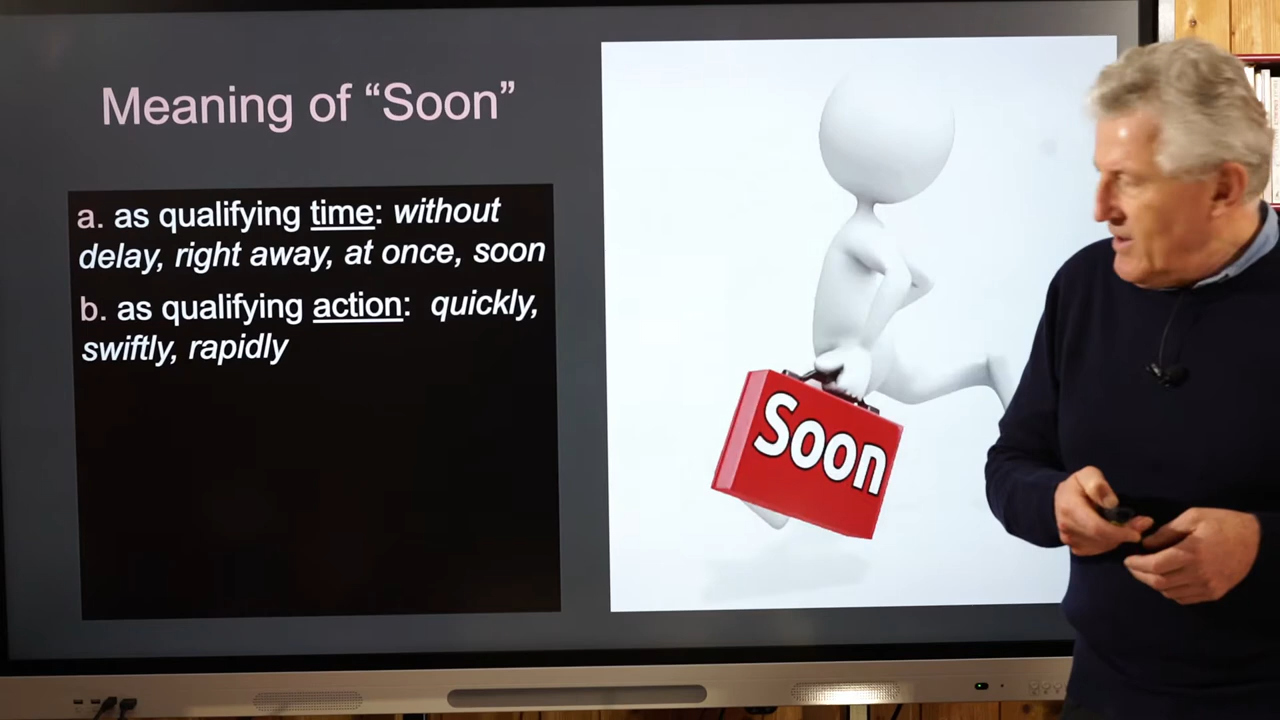 Meaning of “Soon”
a. as qualifying time: without
delay, right away, at once, soon
b. as qualifying action: quickly,
swiftly, rapidly
Soon